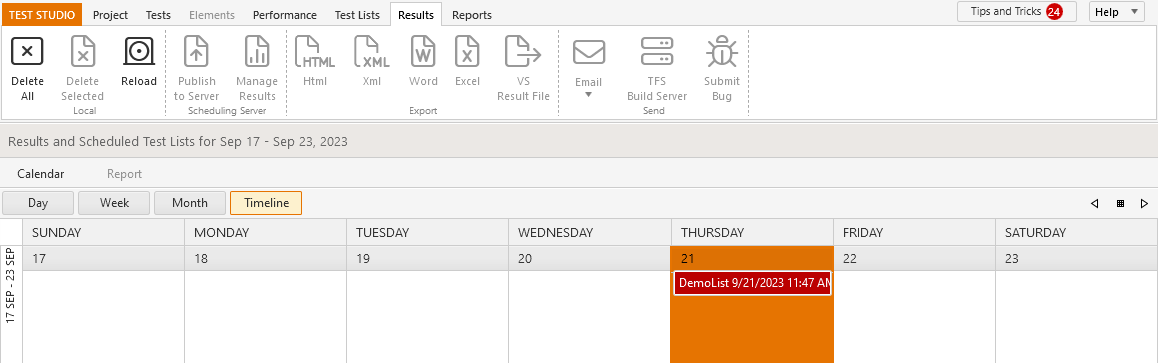 TEST STUDIO Project Tests Elements Performance Test Lists Results Reports Tips and Tricks 24 Help
Delete All
Delete Selected
Reload
Local
Publish to Server
Manage Results
Scheduling Server
HTML
Html
XML
Xml
Word
Excel
VS Result File
Export
Email
TFS Build Server
Submit Bug
Send
Results and Scheduled Test Lists for Sep 17 - Sep 23, 2023
Calendar Report
Day Week Month Timeline
SUNDAY MONDAY TUESDAY WEDNESDAY THURSDAY FRIDAY SATURDAY
17 SEP - 23 SEP
17 18 19 20 21 22 23
DemoList 9/21/2023 11:47 AM